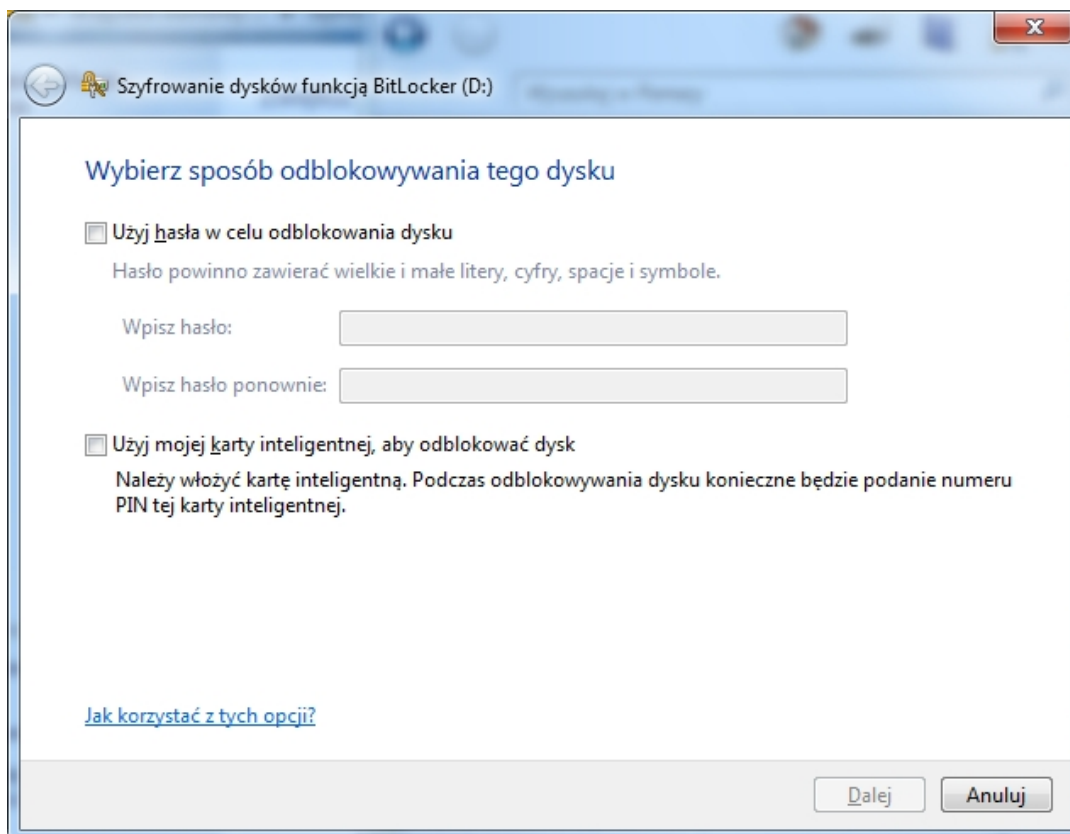 Szyfrowanie dysków funkcją BitLocker (D:)
Wybierz sposób odblokowywania tego dysku
Użyj hasła w celu odblokowania dysku
Hasło powinno zawierać wielkie i małe litery, cyfry, spacje i symbole.
Wpisz hasło:
Wpisz hasło ponownie:
Użyj mojej karty inteligentnej, aby odblokować dysk
Należy włożyć kartę inteligentną. Podczas odblokowywania dysku konieczne będzie podanie numeru
PIN tej karty inteligentnej.
Jak korzystać z tych opcji?
Dalej
Anuluj